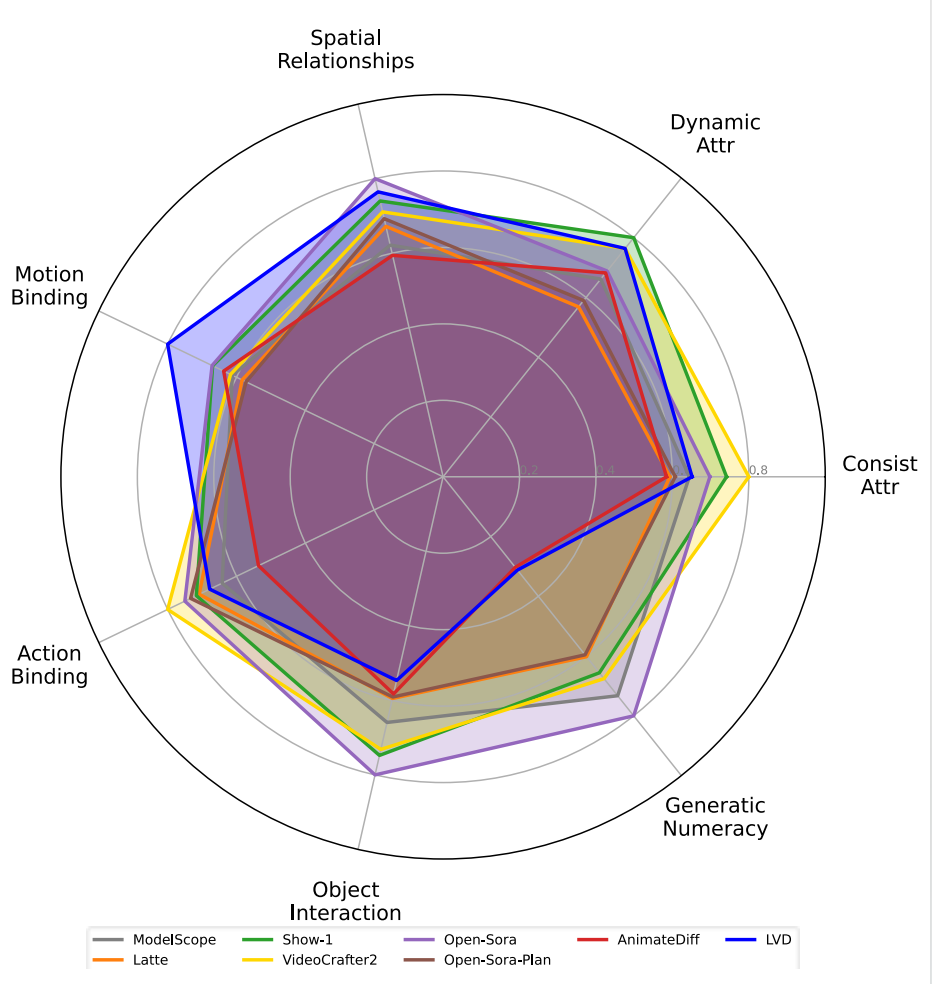 Spatial
Relationships
Dynamic
Attr
Motion
Binding
0.2
0.4
0.8
Consist
Attr
Action
Binding
Generatic
Numeracy
Object
Interaction
ModelScope
Show-1
Open-Sora
AnimateDiff
LVD
Latte
VideoCrafter2
Open-Sora-Plan